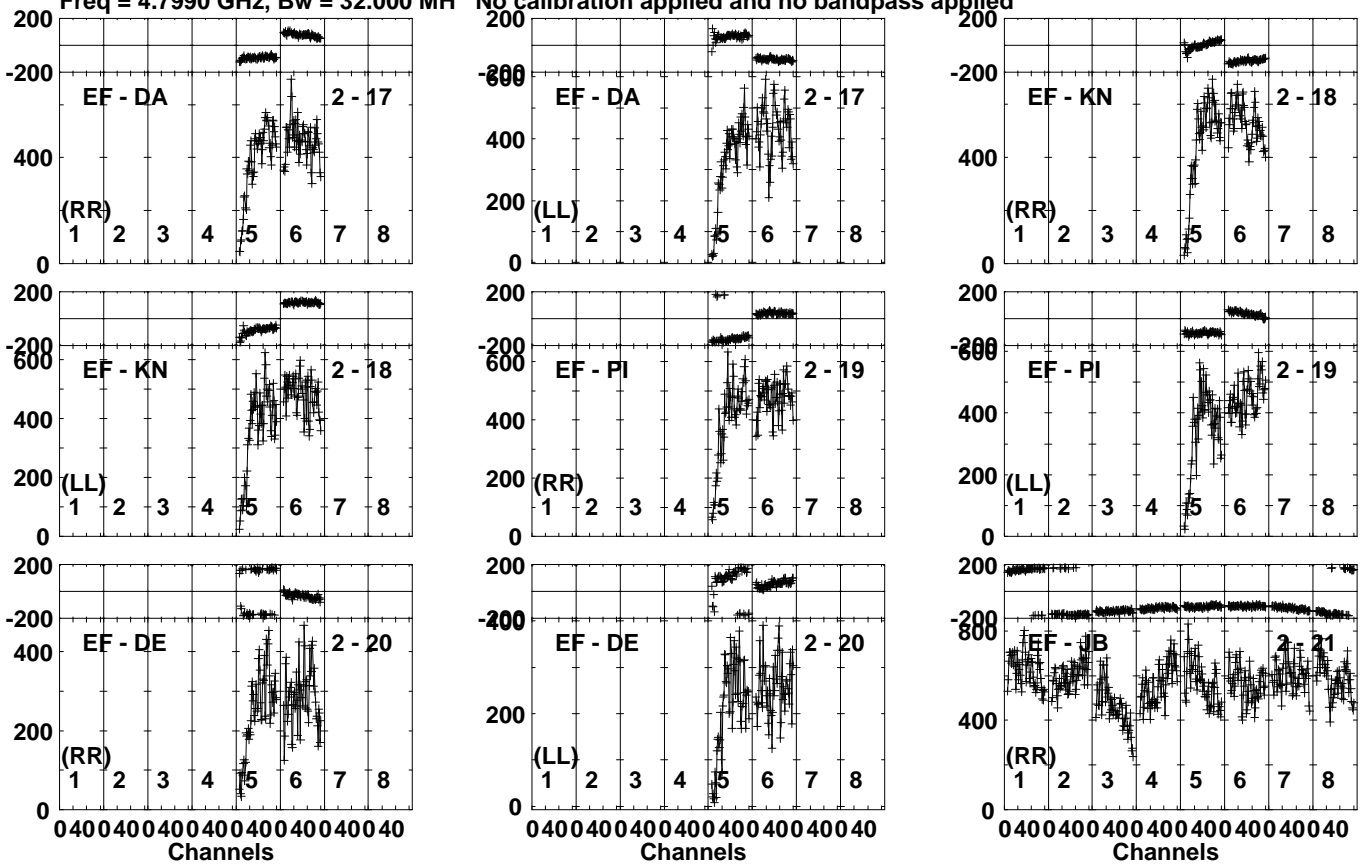 Freq = 4.7990 GHz, Bw = 32.000 MH No calibration applied and no bandpass applied
200
-200
EF - DA 2 - 17
400
(RR)
1 2 3 4 5 6 7 8
0
200
-200
600
EF - DA 2 - 17
400
200
(LL)
1 2 3 4 5 6 7 8
0
200
-200
EF - KN 2 - 18
400
(RR)
1 2 3 4 5 6 7 8
0
200
-200
600
EF - KN 2 - 18
400
200
(LL)
1 2 3 4 5 6 7 8
0
200
-200
EF - PI 2 - 19
600
400
200
(RR)
1 2 3 4 5 6 7 8
0
200
-200
600
EF - PI 2 - 19
400
200
(LL)
1 2 3 4 5 6 7 8
0
200
-200
EF - DE 2 - 20
400
200
(RR)
1 2 3 4 5 6 7 8
0
0 40 0 40 0 40 0 40 0 40 0 40 0 40 0 40
Channels
200
-200
400
EF - DE 2 - 20
200
(LL)
1 2 3 4 5 6 7 8
0
0 40 0 40 0 40 0 40 0 40 0 40 0 40 0 40
Channels
200
-200
800
EF - JB 2 - 21
400
(RR)
1 2 3 4 5 6 7 8
0
0 40 0 40 0 40 0 40 0 40 0 40 0 40 0 40
Channels